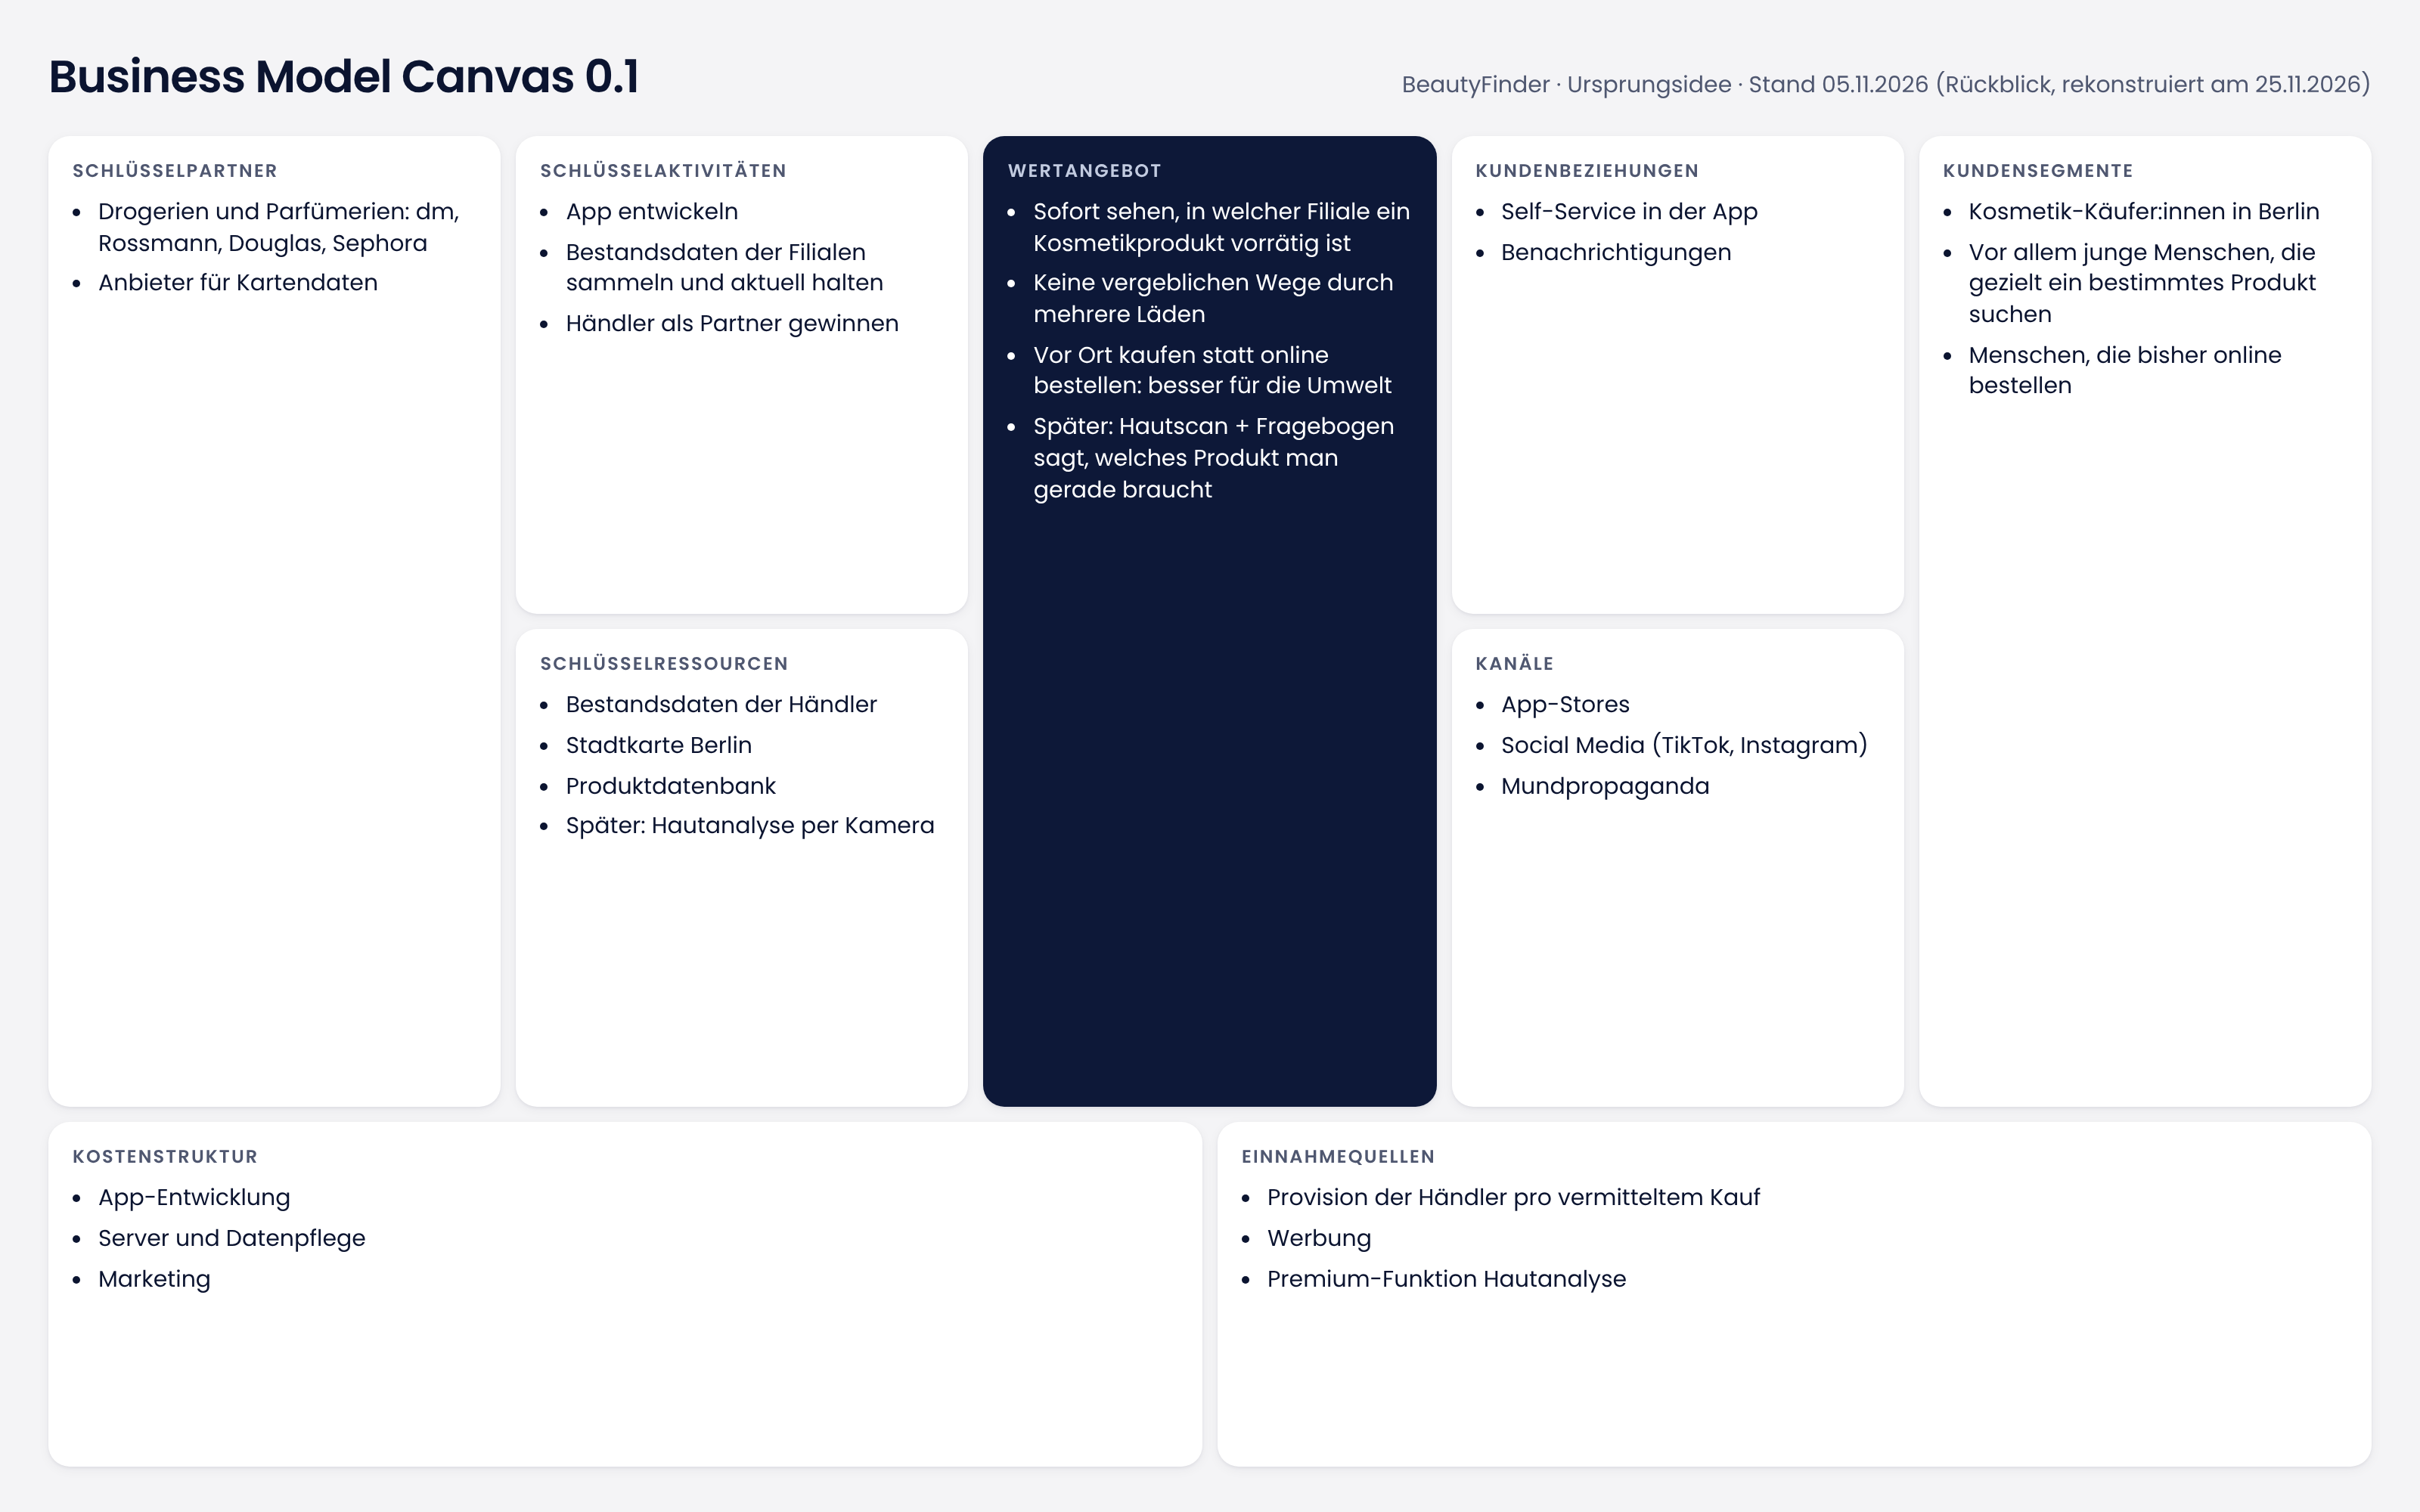 Business Model Canvas 0.1
BeautyFinder · Ursprungsidee · Stand 05.11.2026 (Rückblick, rekonstruiert am 25.11.2026)
SCHLÜSSELPARTNER
• Drogerien und Parfümerien: dm,
Rossmann, Douglas, Sephora
• Anbieter für Kartendaten
SCHLÜSSELAKTIVITÄTEN
• App entwickeln
• Bestandsdaten der Filialen
sammeln und aktuell halten
• Händler als Partner gewinnen
SCHLÜSSELRESSOURCEN
• Bestandsdaten der Händler
• Stadtkarte Berlin
• Produktdatenbank
• Später: Hautanalyse per Kamera
WERTANGEBOT
• Sofort sehen, in welcher Filiale ein
Kosmetikprodukt vorrätig ist
• Keine vergeblichen Wege durch
mehrere Läden
• Vor Ort kaufen statt online
bestellen: besser für die Umwelt
• Später: Hautscan + Fragebogen
sagt, welches Produkt man
gerade braucht
KUNDENBEZIEHUNGEN
• Self-Service in der App
• Benachrichtigungen
KANÄLE
• App-Stores
• Social Media (TikTok, Instagram)
• Mundpropaganda
KUNDENSEGMENTE
• Kosmetik-Käufer:innen in Berlin
• Vor allem junge Menschen, die
gezielt ein bestimmtes Produkt
suchen
• Menschen, die bisher online
bestellen
KOSTENSTRUKTUR
• App-Entwicklung
• Server und Datenpflege
• Marketing
EINNAHMEQUELLEN
• Provision der Händler pro vermitteltem Kauf
• Werbung
• Premium-Funktion Hautanalyse